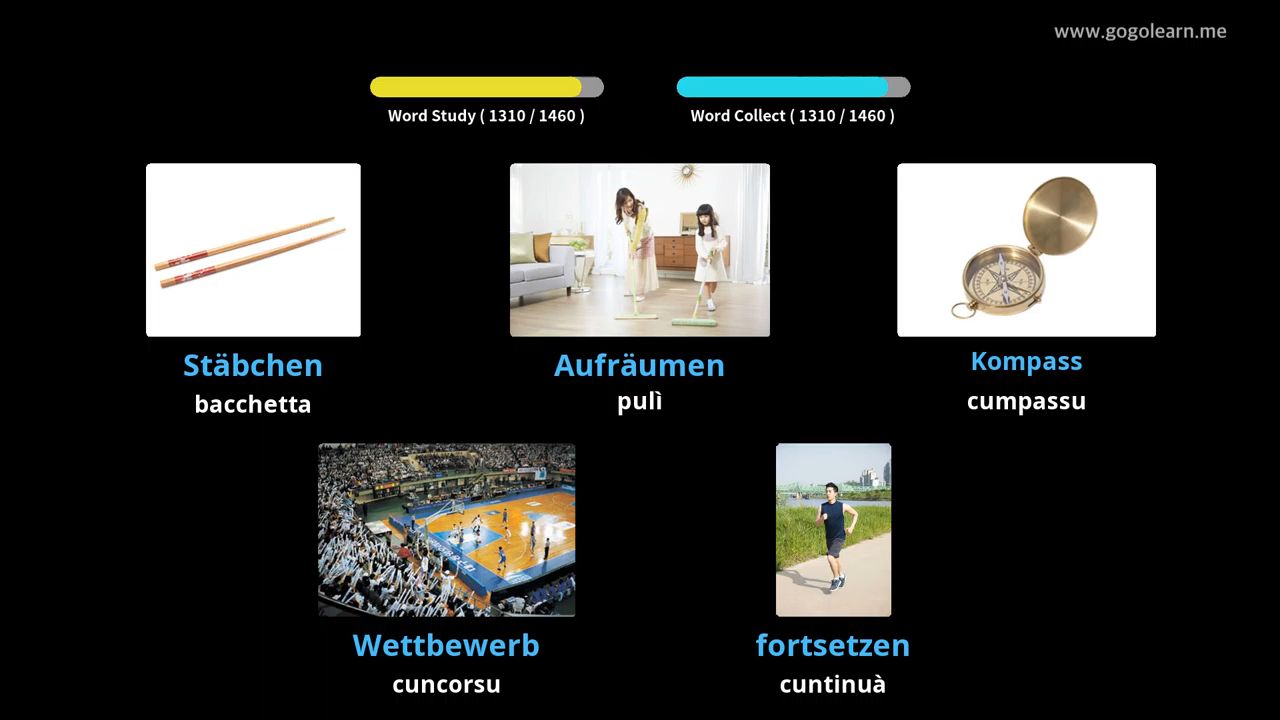 www.gogolearn.me
Word Study ( 1310 / 1460 )
Word Collect ( 1310 / 1460 )
Stäbchen
bacchetta
Aufräumen
pulì
Kompass
cumpassu
Wettbewerb
cuncorsu
fortsetzen
cuntinuà